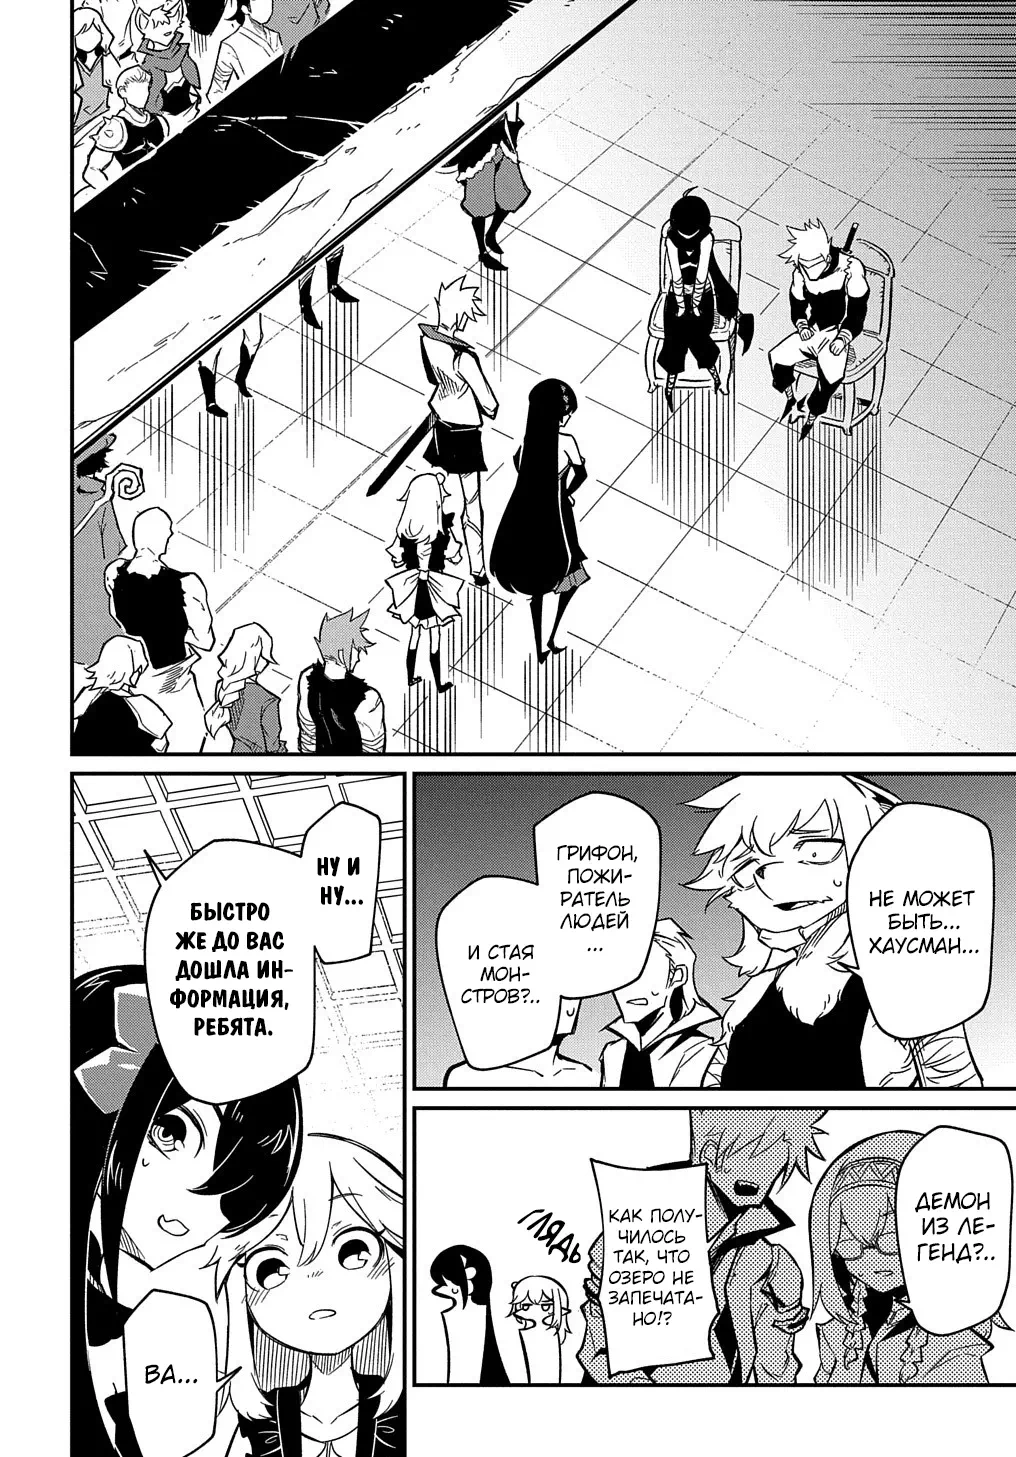 НЕ МОЖЕТ
БЫТЬ...
ХАУСМАН...
ГРИФОН,
ПОЖИ-
РАТЕЛЬ
ЛЮДЕЙ
...
И СТАЯ
МОН-
СТРОВ?..
НУ И
НУ...
БЫСТРО
ЖЕ ДО ВАС
ДОШЛА ИН-
ФОРМАЦИЯ,
РЕБЯТА.
ВА...
ДЕМОН
ИЗ ЛЕ-
ГЕНД?..
КАК ПОЛУ-
ЧИЛОСЬ
ТАК, ЧТО
ОЗЕРО НЕ
ЗАПЕЧАТА-
НО!?
ГЛЯДЬ